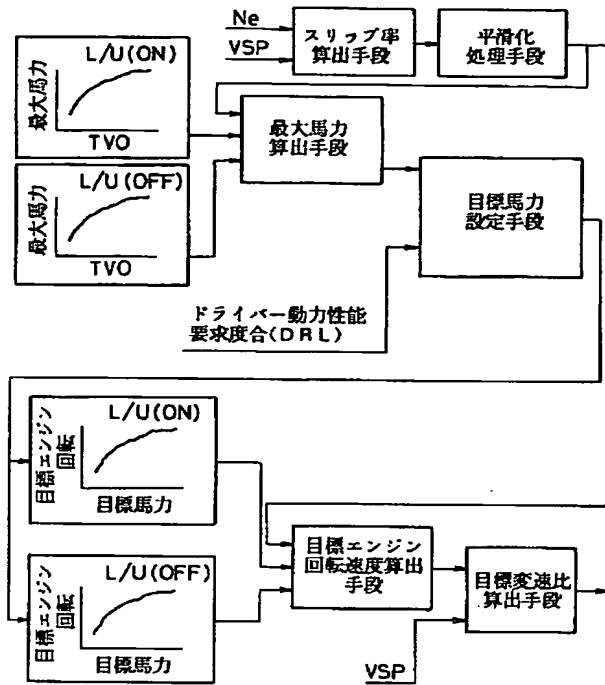 Ne
VSP
スリップ率
算出手段
平滑化
処理手段
L/U(ON)
最大馬力
TVO
最大馬力
算出手段
L/U(OFF)
最大馬力
TVO
目標馬力
設定手段
ドライバー動力性能
要求度合(DRL)
L/U(ON)
目標エンジン
回転
目標馬力
L/U(OFF)
目標エンジン
回転
目標馬力
目標エンジン
回転速度算出
手段
目標変速比
算出手段
VSP